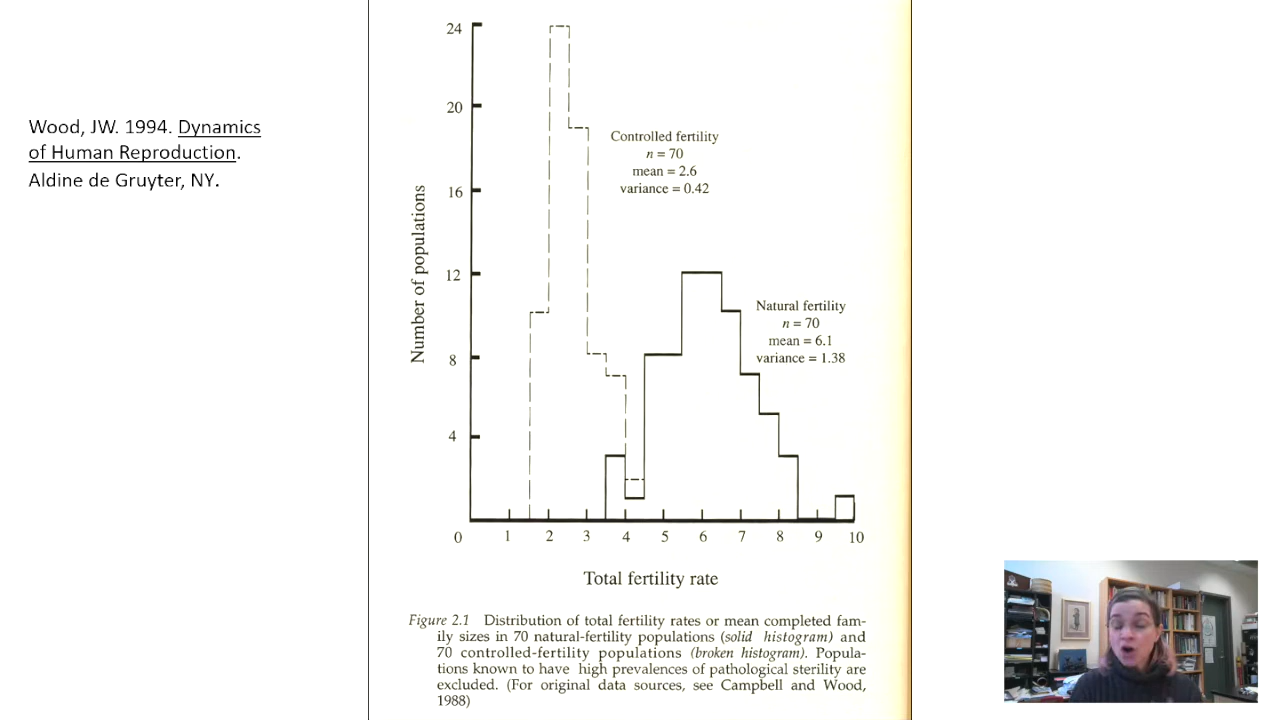 Wood, JW. 1994. Dynamics
of Human Reproduction.
Aldine de Gruyter, NY.
24
20
16
12
8
4
0
Number of populations
Controlled fertility
n = 70
mean = 2.6
variance = 0.42
Natural fertility
n = 70
mean = 6.1
variance = 1.38
1 2 3 4 5 6 7 8 9 10
Total fertility rate
Figure 2.1 Distribution of total fertility rates or mean completed fam-
ily sizes in 70 natural-fertility populations (solid histogram) and
70 controlled-fertility populations (broken histogram). Popula-
tions known to have high prevalences of pathological sterility are
excluded. (For original data sources, see Campbell and Wood,
1988)